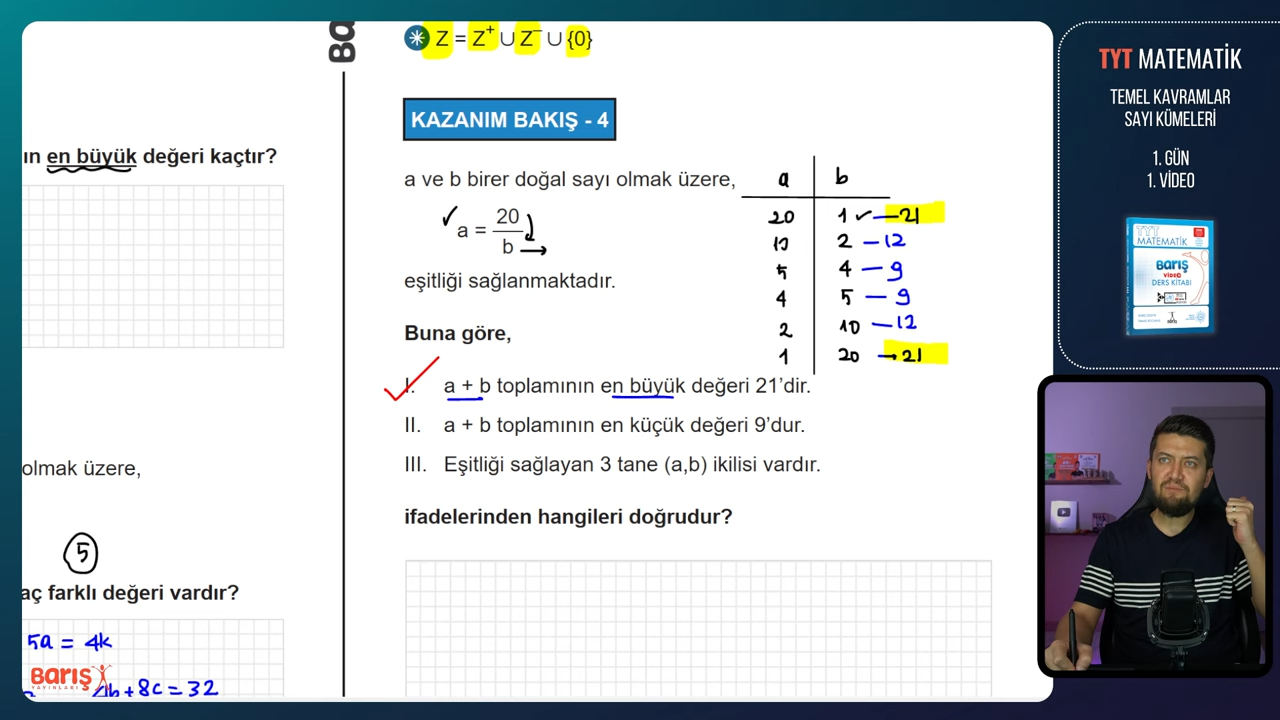 Ba
✳ Z = Z⁺ ∪ Z⁻ ∪ {0}
KAZANIM BAKIŞ - 4
ın en büyük değeri kaçtır?
a ve b birer doğal sayı olmak üzere,
a = 20/b
eşitliği sağlanmaktadır.
Buna göre,
I. a + b toplamının en büyük değeri 21'dir.
II. a + b toplamının en küçük değeri 9'dur.
III. Eşitliği sağlayan 3 tane (a,b) ikilisi vardır.
ifadelerinden hangileri doğrudur?
a b
20 1 ✓ — 21
10 2 — 12
5 4 — 9
4 5 — 9
2 10 — 12
1 20 → 21
olmak üzere,
5
aç farklı değeri vardır?
5a = 4k
4b + 8c = 32
BARIŞ
YAYINLARI
TYT MATEMATİK
TEMEL KAVRAMLAR
SAYI KÜMELERİ
1. GÜN
1. VİDEO
TYT
MATEMATİK
BARIŞ
VİDEO
DERS KİTABI